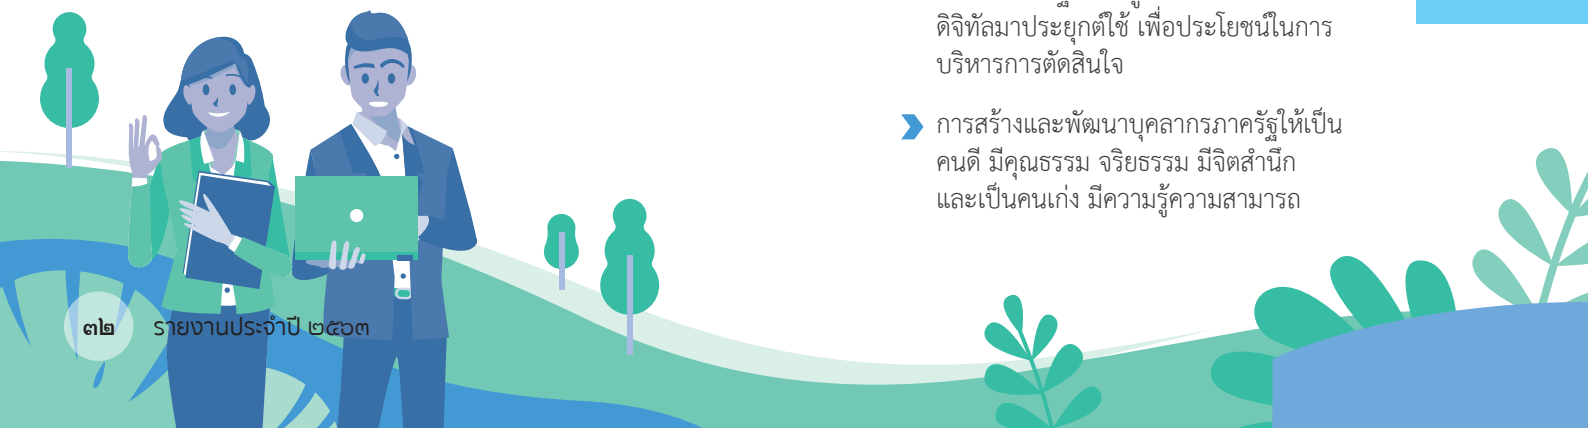 ดิจิทัลมาประยุกต์ใช้ เพื่อประโยชน์ในการ
บริหารการตัดสินใจ
การสร้างและพัฒนาบุคลากรภาครัฐให้เป็น
คนดี มีคุณธรรม จริยธรรม มีจิตสำนึก
และเป็นคนเก่ง มีความรู้ความสามารถ
๓๒ รายงานประจำปี ๒๕๖๓